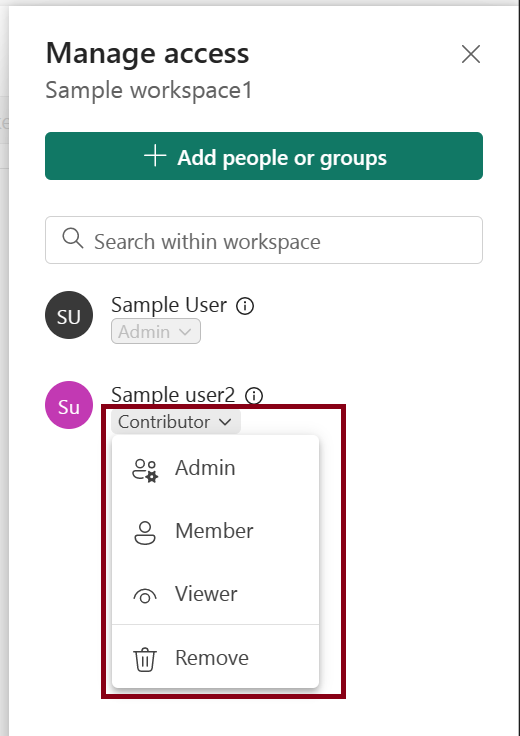 Manage access
Sample workspace1
Add people or groups
Search within workspace
SU
Sample User
Admin
Su
Sample user2
Contributor
Admin
Member
Viewer
Remove